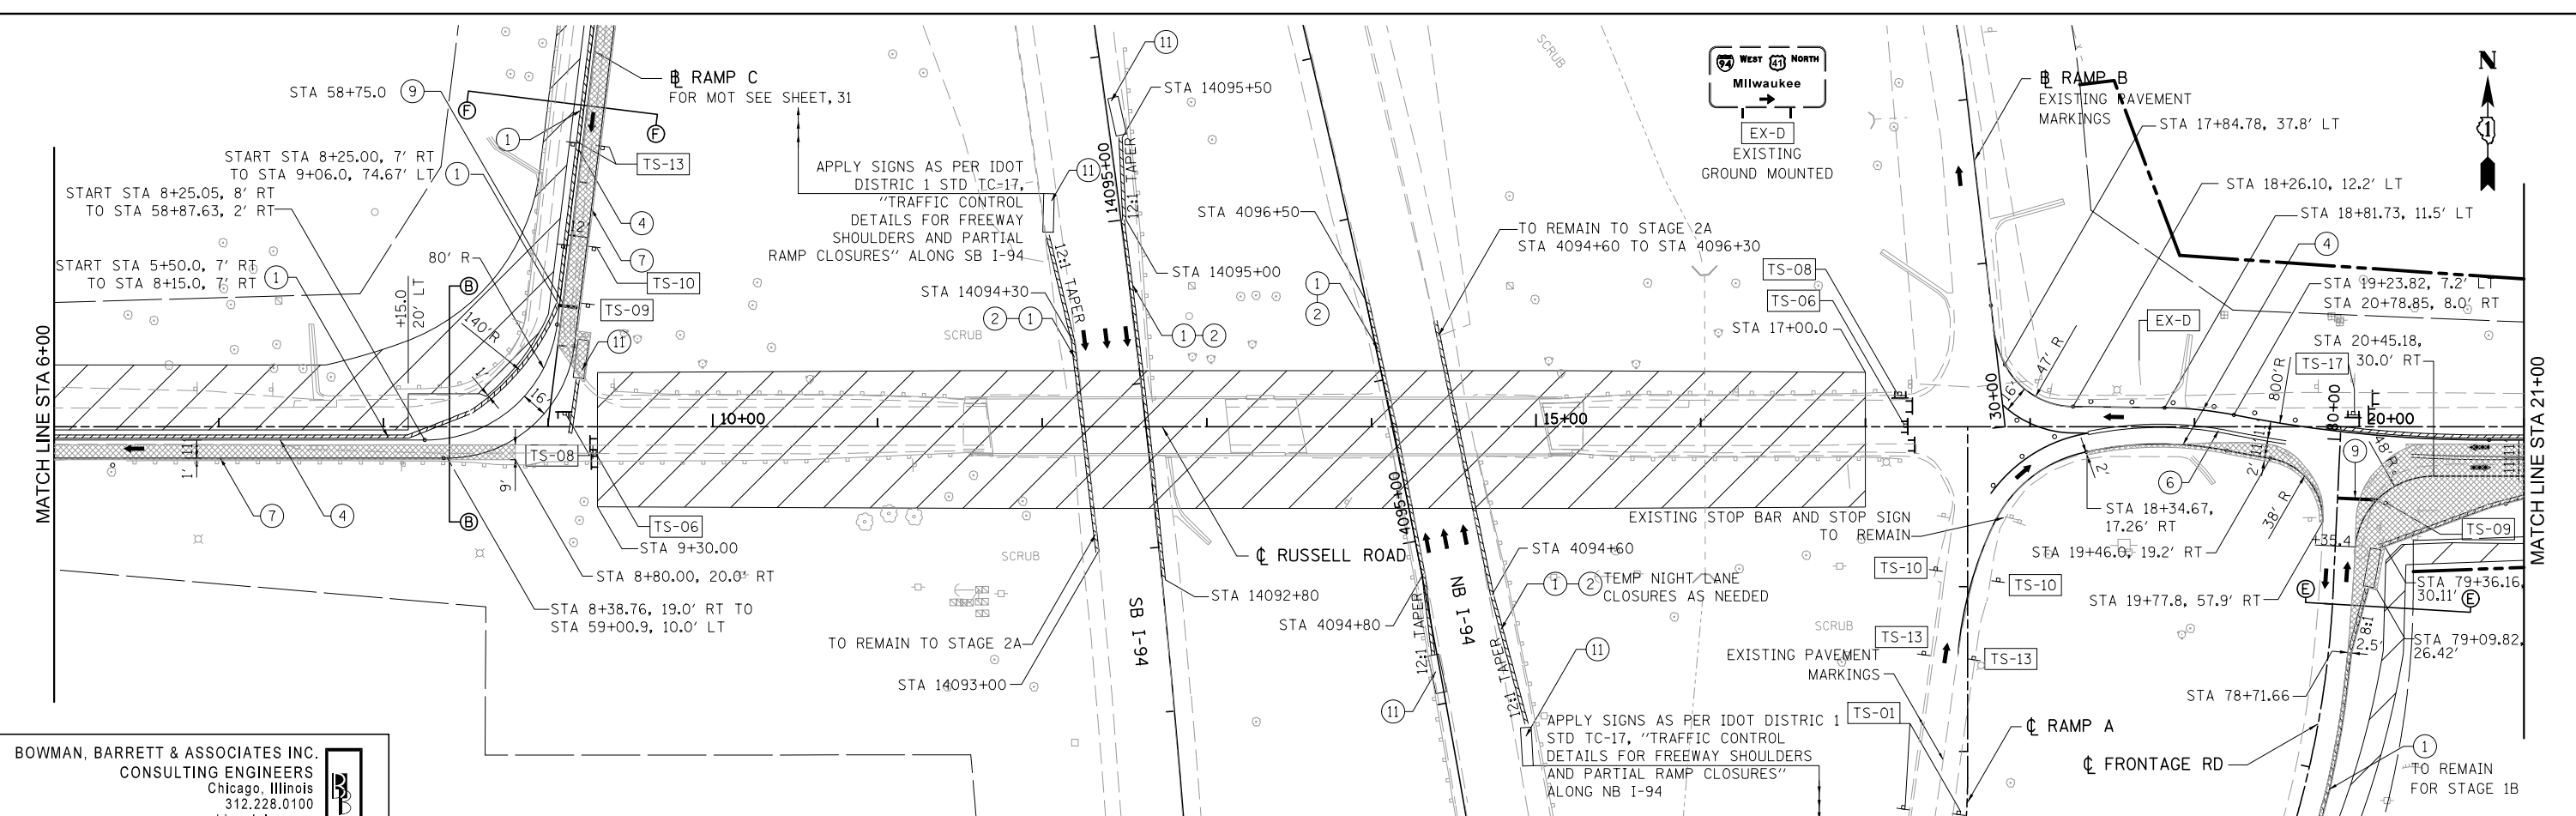 MATCH LINE STA 6+00
STA 58+75.0
9
F
F
℄ RAMP C
FOR MOT SEE SHEET, 31
1
TS-13
START STA 8+25.00, 7' RT
TO STA 9+06.0, 74.67' LT
1
START STA 8+25.05, 8' RT
TO STA 58+87.63, 2' RT
START STA 5+50.0, 7' RT
TO STA 8+15.0, 7' RT
1
80' R
+15.0
20' LT
B
140'R
1'
16'
12'
4
7
TS-10
TS-09
11
APPLY SIGNS AS PER IDOT
DISTRIC 1 STD TC-17,
"TRAFFIC CONTROL
DETAILS FOR FREEWAY
SHOULDERS AND PARTIAL
RAMP CLOSURES" ALONG SB I-94
11
11
STA 14095+50
14095+00
12:1 TAPER
12:1 TAPER
STA 14095+00
STA 14094+30
2
1
1
2
SCRUB
STA 4096+50
1
2
TO REMAIN TO STAGE 2A
STA 4094+60 TO STA 4096+30
SCRUB
94 WEST 41 NORTH
Milwaukee
EX-D
EXISTING
GROUND MOUNTED
TS-08
TS-06
STA 17+00.0
RAMP B
EXISTING PAVEMENT
MARKINGS
STA 17+84.78, 37.8' LT
STA 18+26.10, 12.2' LT
STA 18+81.73, 11.5' LT
4
STA 19+23.82, 7.2' LT
STA 20+78.85, 8.0' RT
EX-D
STA 20+45.18,
30.0' RT
TS-17
N
1
MATCH LINE STA 21+00
30+00
16'
47' R
800'R
80+00
20+00
10+00
15+00
11'
1'
7
4
B
9'
TS-08
TS-06
STA 9+30.00
STA 8+80.00, 20.0' RT
STA 8+38.76, 19.0' RT TO
STA 59+00.9, 10.0' LT
SCRUB
TO REMAIN TO STAGE 2A
STA 14093+00
SB I-94
STA 14092+80
℄ RUSSELL ROAD
4095+00
NB I-94
STA 4094+80
12:1 TAPER
11
STA 4094+60
1
2
TEMP NIGHT LANE
CLOSURES AS NEEDED
12:1 TAPER
11
APPLY SIGNS AS PER IDOT DISTRIC 1
STD TC-17, "TRAFFIC CONTROL
DETAILS FOR FREEWAY SHOULDERS
AND PARTIAL RAMP CLOSURES"
ALONG NB I-94
EXISTING STOP BAR AND STOP SIGN
TO REMAIN
TS-10
TS-10
SCRUB
TS-13
TS-13
EXISTING PAVEMENT
MARKINGS
TS-01
℄ RAMP A
2'
11'
2'
6
9
48' R
38' R
11'
11'
STA 18+34.67,
17.26' RT
STA 19+46.0, 19.2' RT
STA 19+77.8, 57.9' RT
+35.4
TS-09
E
E
STA 79+36.16,
30.11'
STA 79+09.82,
26.42'
8:1
2.5'
STA 78+71.66
℄ FRONTAGE RD
1
TO REMAIN
FOR STAGE 1B
BOWMAN, BARRETT & ASSOCIATES INC.
CONSULTING ENGINEERS
Chicago, Illinois
312.228.0100